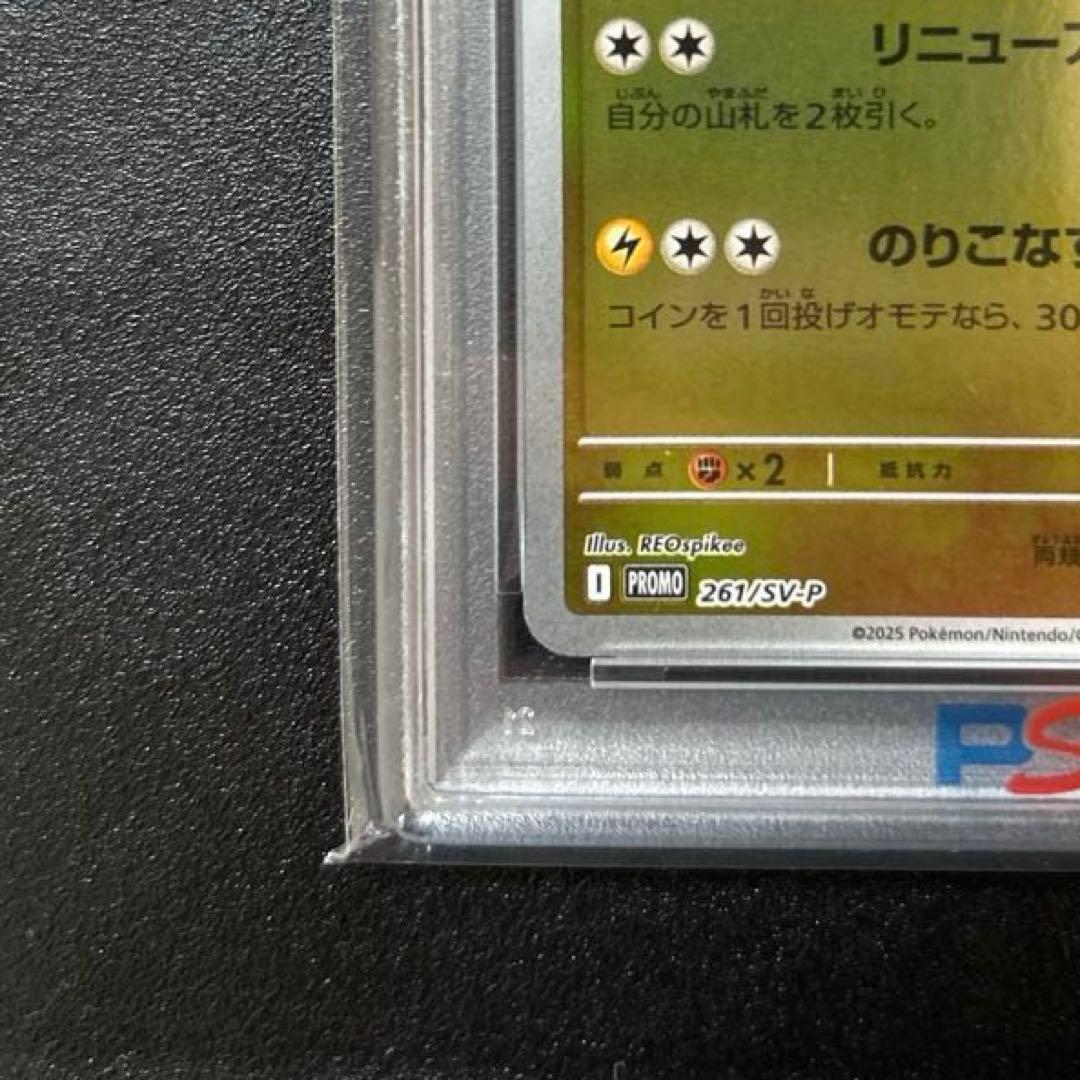 リニューア
じぶん やまふだ まい ひ
自分の山札を2枚引く。
のりこなす
かい な
コインを1回投げオモテなら、30
弱点 ×2 抵抗力
Illus. REOspikee
I PROMO 261/SV-P
©2025 Pokémon/Nintendo/
PS